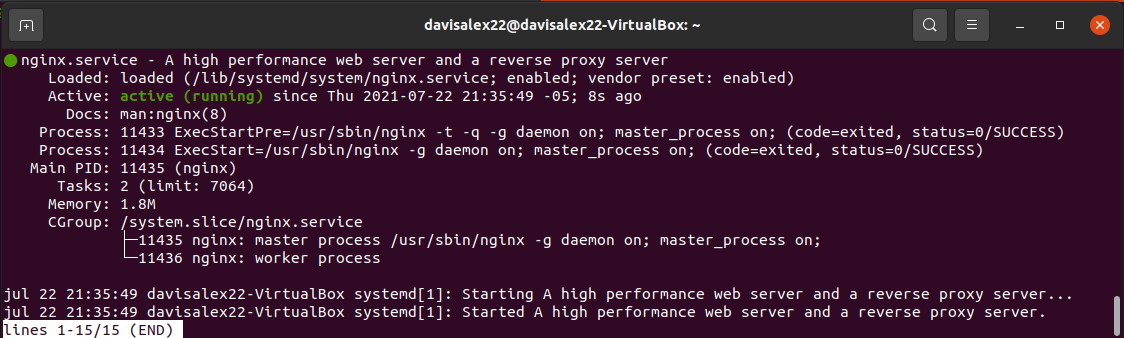 davisalex22@davisalex22-VirtualBox: ~
nginx.service - A high performance web server and a reverse proxy server
Loaded: loaded (/lib/systemd/system/nginx.service; enabled; vendor preset: enabled)
Active: active (running) since Thu 2021-07-22 21:35:49 -05; 8s ago
Docs: man:nginx(8)
Process: 11433 ExecStartPre=/usr/sbin/nginx -t -q -g daemon on; master_process on; (code=exited, status=0/SUCCESS)
Process: 11434 ExecStart=/usr/sbin/nginx -g daemon on; master_process on; (code=exited, status=0/SUCCESS)
Main PID: 11435 (nginx)
Tasks: 2 (limit: 7064)
Memory: 1.8M
CGroup: /system.slice/nginx.service
├─11435 nginx: master process /usr/sbin/nginx -g daemon on; master_process on;
└─11436 nginx: worker process
jul 22 21:35:49 davisalex22-VirtualBox systemd[1]: Starting A high performance web server and a reverse proxy server...
jul 22 21:35:49 davisalex22-VirtualBox systemd[1]: Started A high performance web server and a reverse proxy server.
lines 1-15/15 (END)